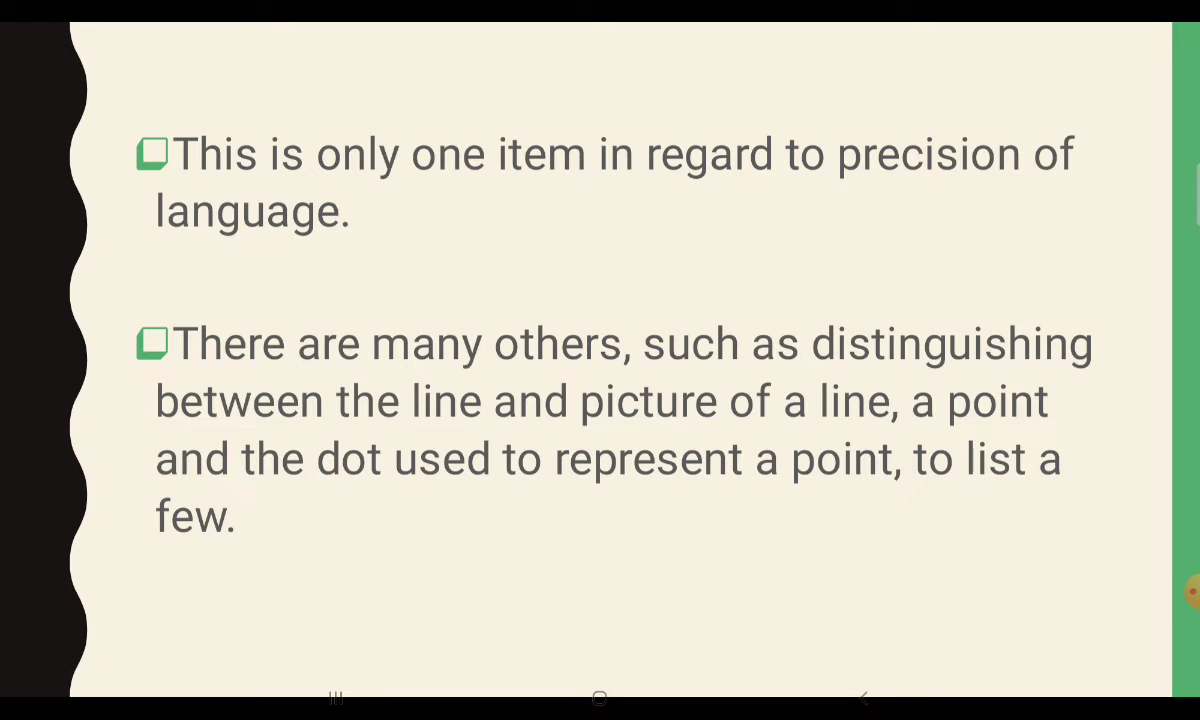 This is only one item in regard to precision of
language.
There are many others, such as distinguishing
between the line and picture of a line, a point
and the dot used to represent a point, to list a
few.